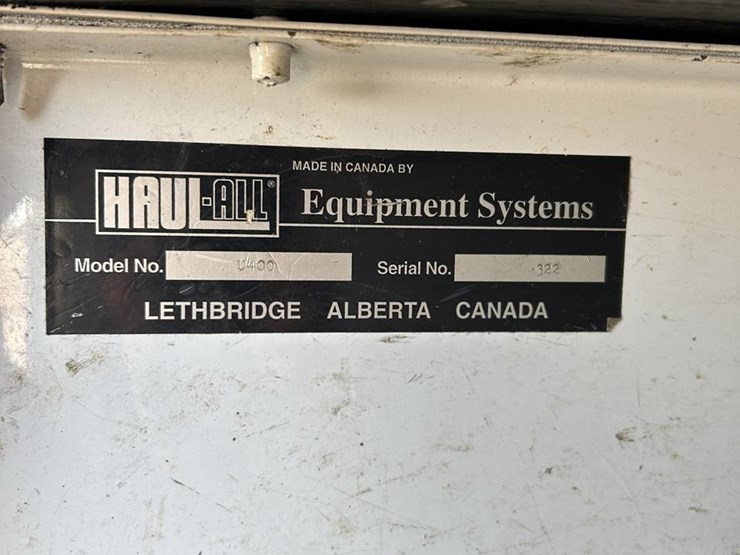 MADE IN CANADA BY
HAUL-ALL® Equipment Systems
Model No. U400 Serial No. 322
LETHBRIDGE ALBERTA CANADA